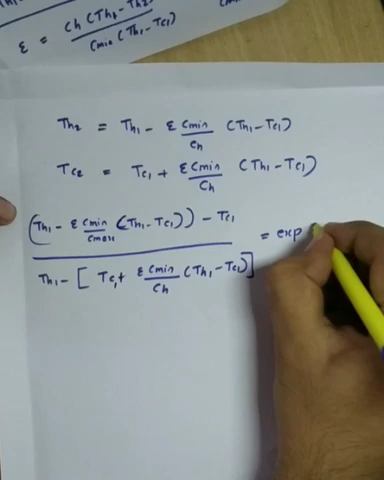 ε = Ch (Th1 - Th2) / Cmin (Th1 - Tc1)
Th2 = Th1 - ε Cmin/Ch (Th1 - Tc1)
Tc2 = Tc1 + ε Cmin/Ch (Th1 - Tc1)
(Th1 - ε Cmin/Cmax (Th1 - Tc1)) - Tc1 / Th1 - [Tc1 + ε Cmin/Ch (Th1 - Tc1)] = exp